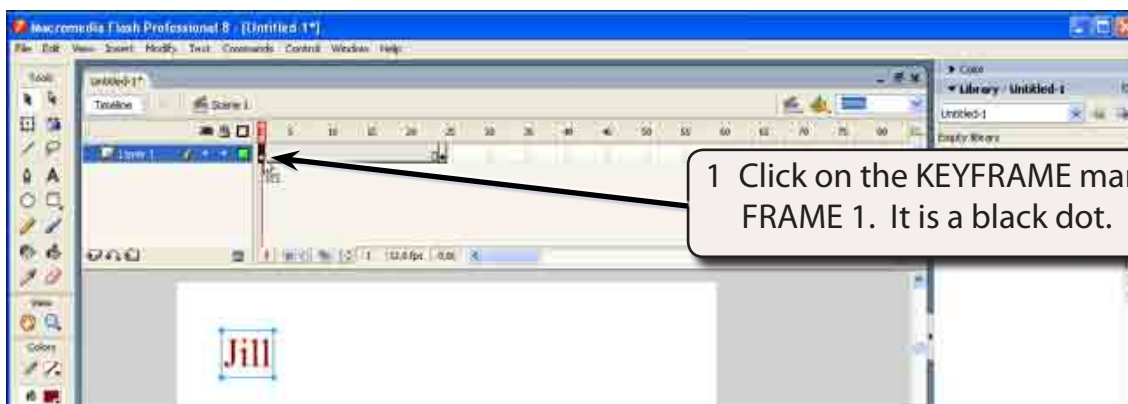 Macromedia Flash Professional 8 - [Untitled-1*]
File Edit View Insert Modify Text Commands Control Window Help
Tools
Untitled-1*
Timeline Scene 1
5 10 15 20 25 30 35 40 45 50 55 60 65 70 75 80
Layer 1
1 12.0 fps 0.0s
View
Colors
Jill
Color
Library - Untitled-1
Untitled-1
Empty library
1 Click on the KEYFRAME mar
FRAME 1. It is a black dot.